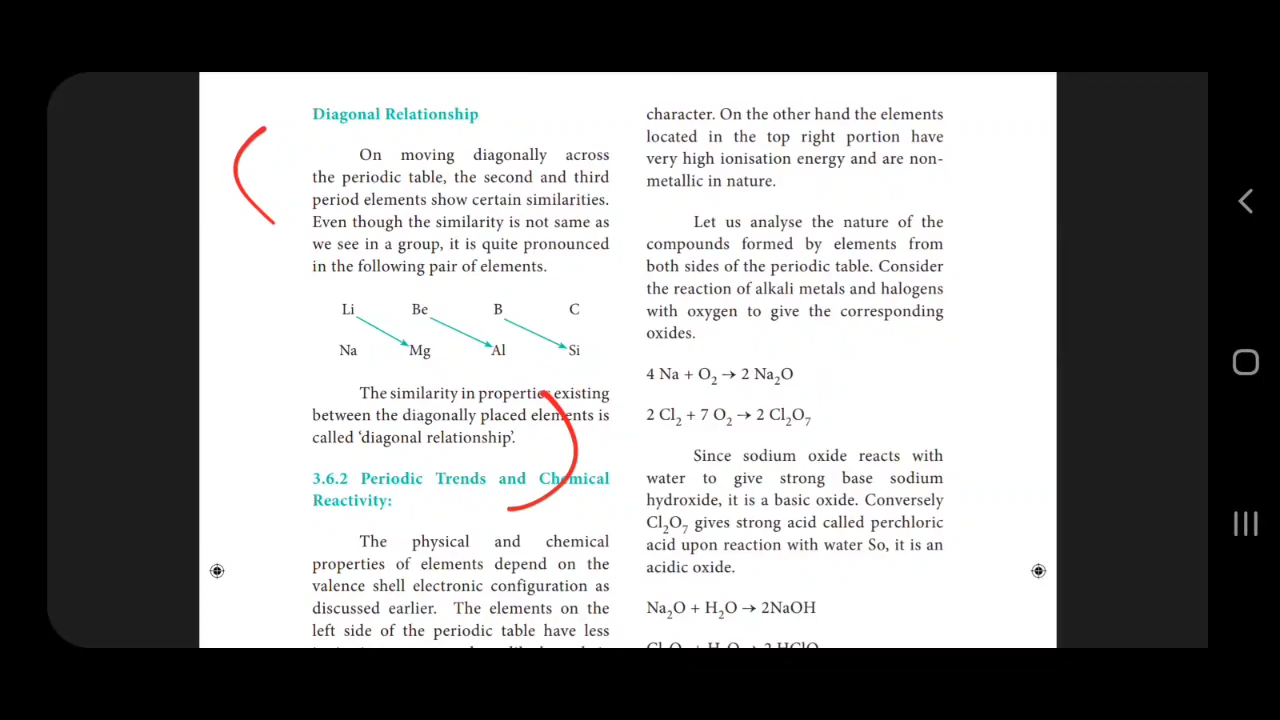 Diagonal Relationship
On moving diagonally across
the periodic table, the second and third
period elements show certain similarities.
Even though the similarity is not same as
we see in a group, it is quite pronounced
in the following pair of elements.
Li Be B C
Na Mg Al Si
The similarity in properties existing
between the diagonally placed elements is
called ‘diagonal relationship’.
3.6.2 Periodic Trends and Chemical
Reactivity:
The physical and chemical
properties of elements depend on the
valence shell electronic configuration as
discussed earlier. The elements on the
left side of the periodic table have less
character. On the other hand the elements
located in the top right portion have
very high ionisation energy and are non-
metallic in nature.
Let us analyse the nature of the
compounds formed by elements from
both sides of the periodic table. Consider
the reaction of alkali metals and halogens
with oxygen to give the corresponding
oxides.
4 Na + O₂ → 2 Na₂O
2 Cl₂ + 7 O₂ → 2 Cl₂O₇
Since sodium oxide reacts with
water to give strong base sodium
hydroxide, it is a basic oxide. Conversely
Cl₂O₇ gives strong acid called perchloric
acid upon reaction with water So, it is an
acidic oxide.
Na₂O + H₂O → 2NaOH